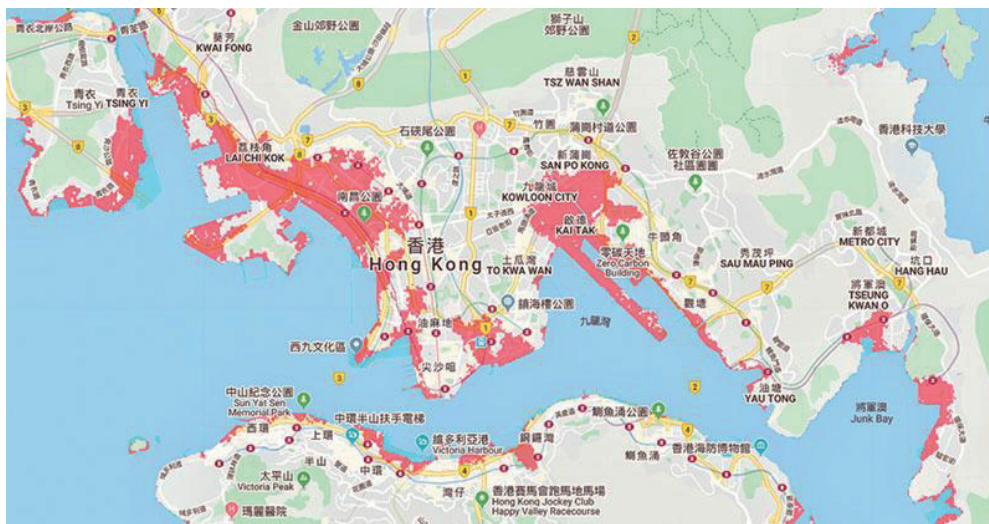 青衣北岸公路
青荃路
葵芳
KWAI FONG
金山郊野公園
獅子山
郊野公園
慈雲山
TSZ WAN SHAN
青衣
Tsing Yi
青衣
TSING YI
荔枝角
LAI CHI KOK
石硤尾公園
竹園
蒲崗村道公園
新蒲崗
SAN PO KONG
佐敦谷公園
香港科技大學
清水灣道
九龍城
KOWLOON CITY
南昌公園
啟德
KAI TAK
牛頭角
零碳天地
Zero Carbon
Building
秀茂坪
SAU MAU PING
新都城
METRO CITY
坑口
HANG HAU
香港
Hong Kong
土瓜灣
TO KWA WAN
將軍澳
TSEUNG
KWAN O
鎮海樓公園
觀塘
九龍灣
油麻地
西九文化區
尖沙咀
油塘
YAU TONG
將軍澳
Junk Bay
中山紀念公園
Sun Yat Sen
Memorial Park
中環半山扶手電梯
西環
上環
維多利亞港
Victoria Harbour
銅鑼灣
鰂魚涌公園
鰂魚涌
香港海防博物館
半山
中環
太平山
Victoria Peak
灣仔
香港賽馬會跑馬地馬場
Hong Kong Jockey Club
Happy Valley Racecourse
瑪麗醫院